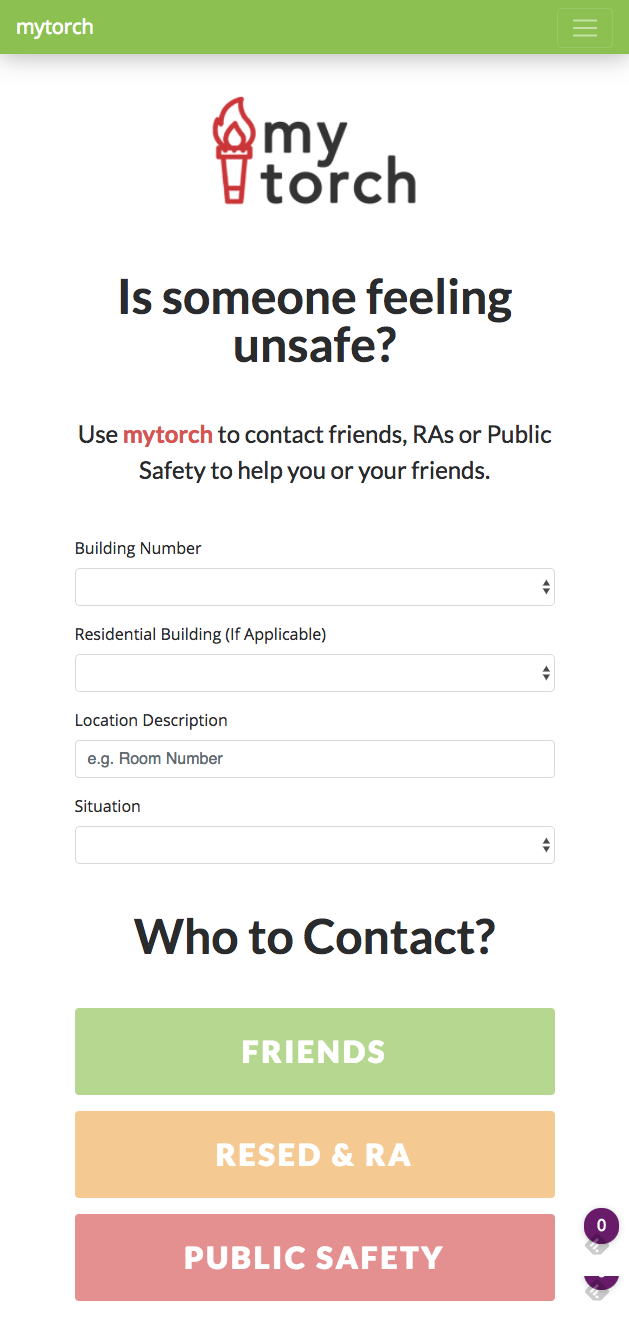 mytorch
my
torch
Is someone feeling
unsafe?
Use mytorch to contact friends, RAs or Public
Safety to help you or your friends.
Building Number
Residential Building (If Applicable)
Location Description
e.g. Room Number
Situation
Who to Contact?
FRIENDS
RESED & RA
PUBLIC SAFETY
0